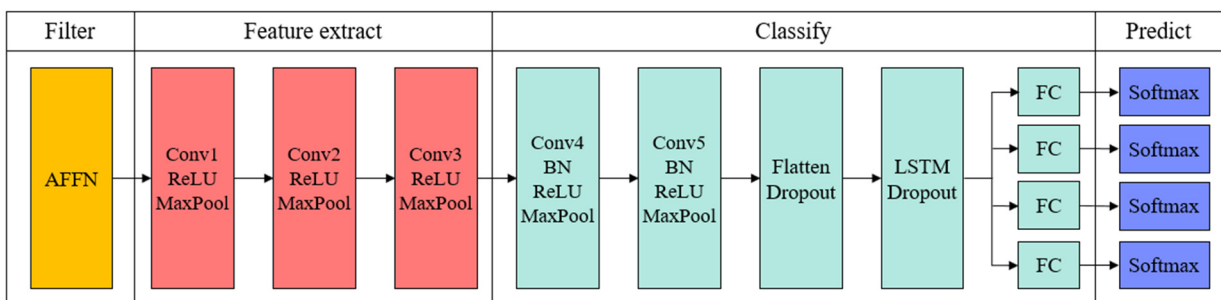 Filter
Feature extract
Classify
Predict
AFFN
Conv1
ReLU
MaxPool
Conv2
ReLU
MaxPool
Conv3
ReLU
MaxPool
Conv4
BN
ReLU
MaxPool
Conv5
BN
ReLU
MaxPool
Flatten
Dropout
LSTM
Dropout
FC
Softmax
FC
Softmax
FC
Softmax
FC
Softmax